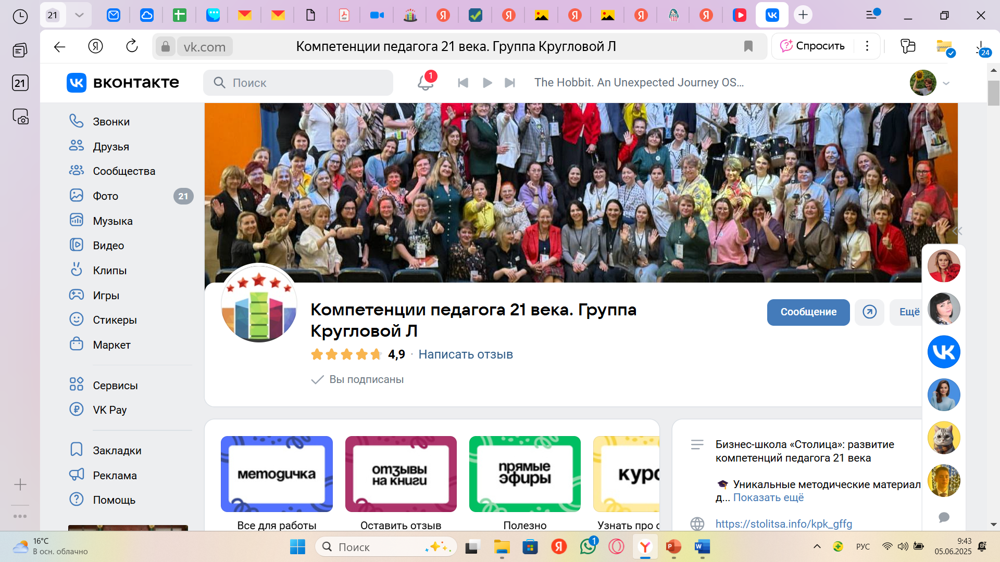 21
vk.com
Компетенции педагога 21 века. Группа Кругловой Л
Спросить
24
21
вконтакте
Поиск
1
The Hobbit. An Unexpected Journey OS...
Звонки
Друзья
Сообщества
Фото
21
Музыка
Видео
Клипы
Игры
Стикеры
Маркет
Сервисы
VK Pay
Закладки
Реклама
Помощь
Компетенции педагога 21 века. Группа
Кругловой Л
Сообщение
Ещё
4,9 · Написать отзыв
Вы подписаны
методичка
отзывы
на книги
прямые
эфиры
курс
Все для работы
Оставить отзыв
Полезно
Узнать про с
Бизнес-школа «Столица»: развитие
компетенций педагога 21 века
Уникальные методические материал
д... Показать ещё
https://stolitsa.info/kpk_gffg
16°C
В осн. облачно
Поиск
1
РУС
9:43
05.06.2025